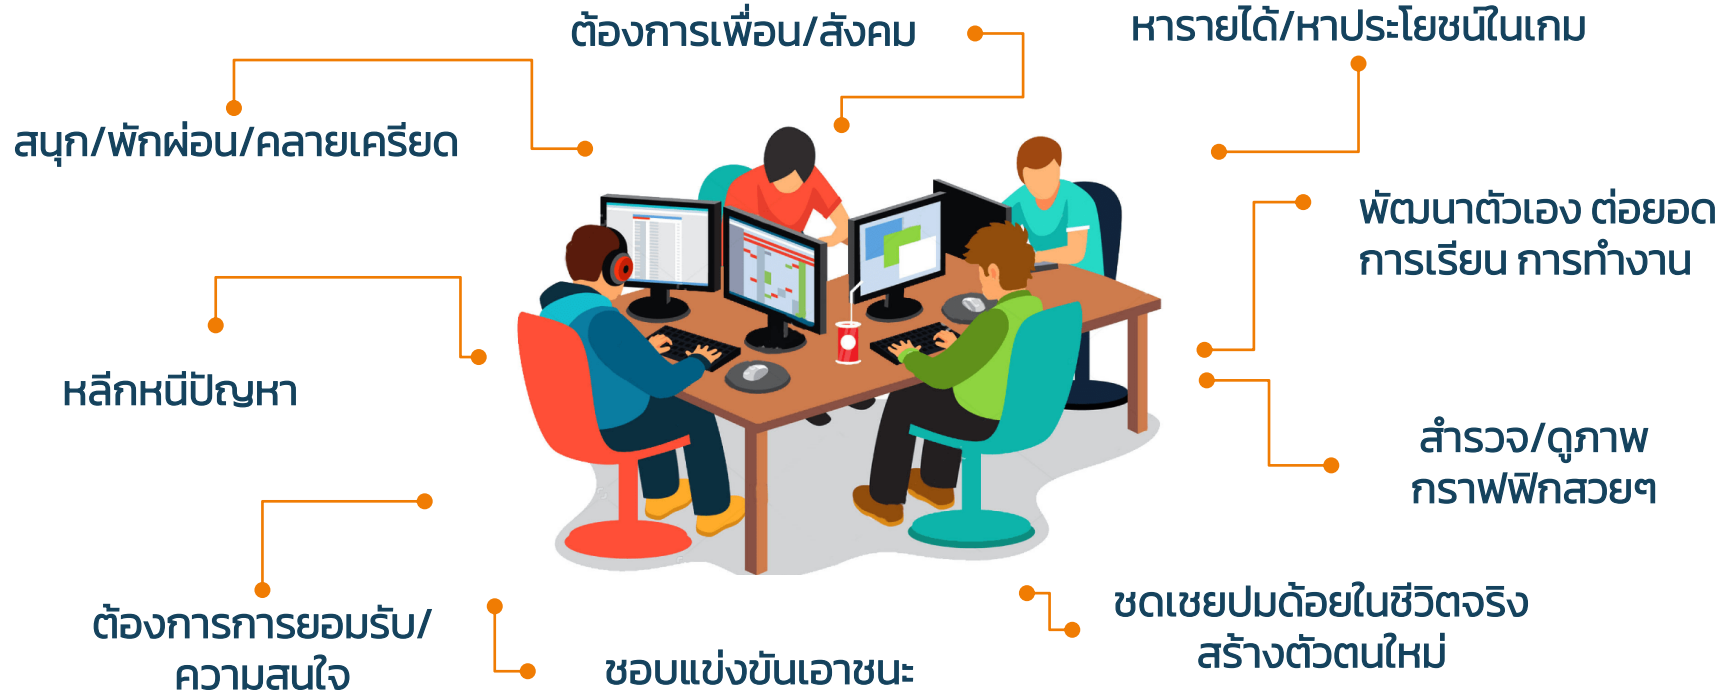 ต้องการเพื่อน/สังคม
หารายได้/หาประโยชน์ในเกม
สนุก/พักผ่อน/คลายเครียด
พัฒนาตัวเอง ต่อยอด
การเรียน การทำงาน
หลีกหนีปัญหา
สำรวจ/ดูภาพ
กราฟฟิกสวยๆ
ต้องการการยอมรับ/
ความสนใจ
ชอบแข่งขันเอาชนะ
ชดเชยปมด้อยในชีวิตจริง
สร้างตัวตนใหม่